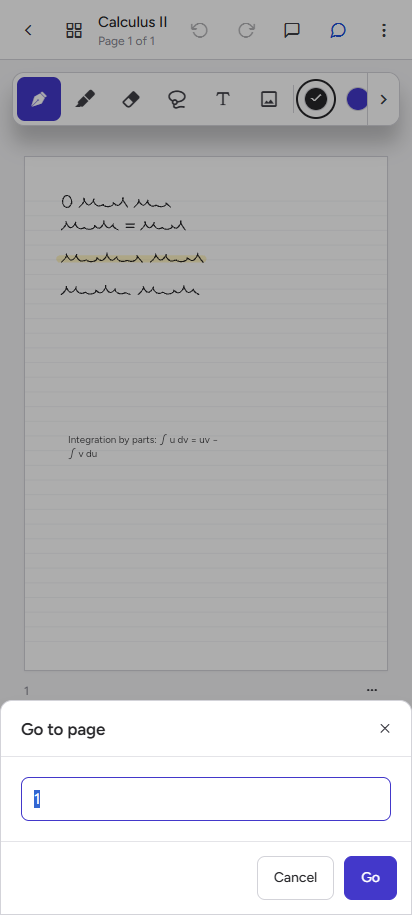 Calculus II
Page 1 of 1
T
Integration by parts: ∫ u dv = uv −
∫ v du
1
Go to page
1
Cancel
Go